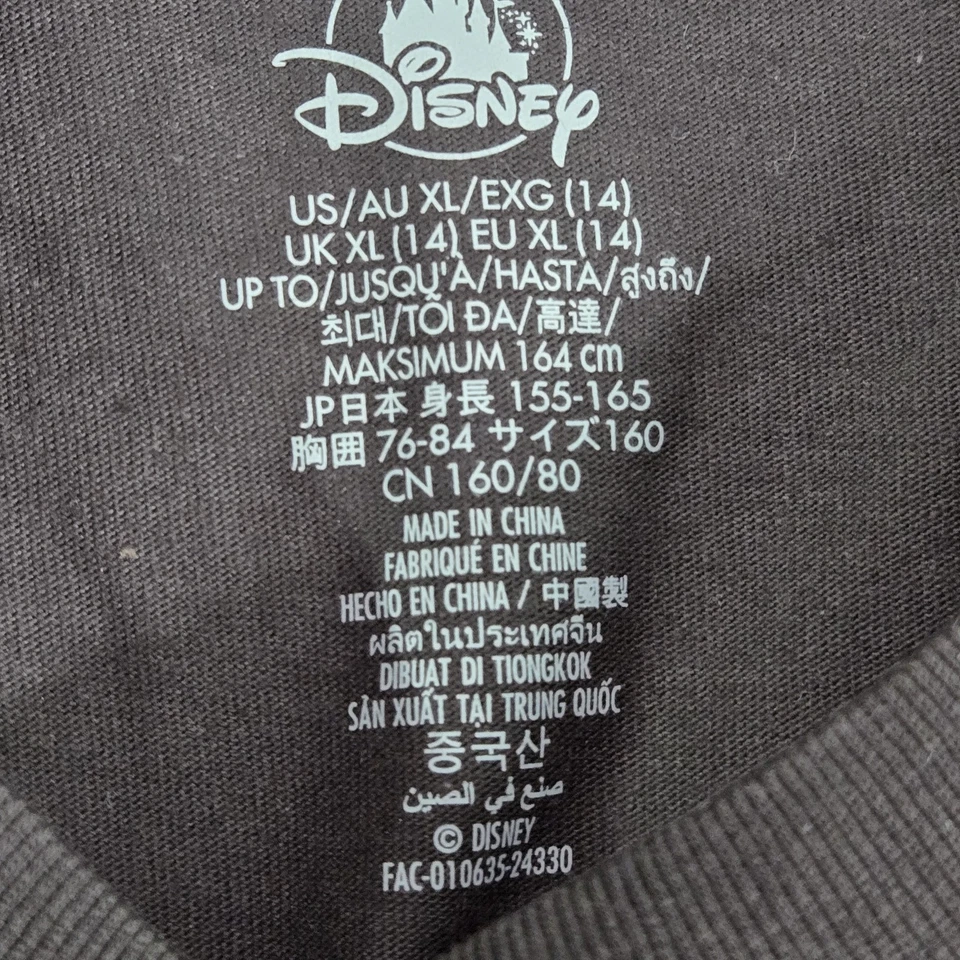 DISNEY
US/AU XL/EXG (14)
UK XL (14) EU XL (14)
UP TO/JUSQU'À/HASTA/สูงถึง/
최대/TỐI ĐA/高達/
MAKSIMUM 164 cm
JP日本 身長 155-165
胸囲 76-84 サイズ160
CN 160/80
MADE IN CHINA
FABRIQUÉ EN CHINE
HECHO EN CHINA / 中國製
ผลิตในประเทศจีน
DIBUAT DI TIONGKOK
SẢN XUẤT TẠI TRUNG QUỐC
중국산
صنع في الصين
© DISNEY
FAC-010635-24330